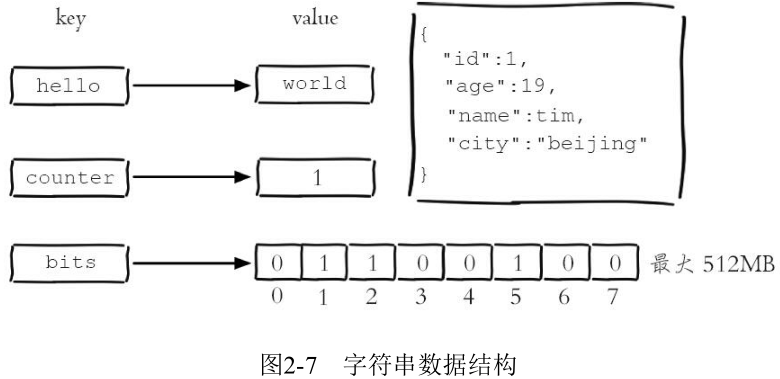 key value
hello world
{
"id":1,
"age":19,
"name":tim,
"city":"beijing"
}
counter 1
bits 0 1 1 0 0 1 0 0 最大 512MB
0 1 2 3 4 5 6 7
图2-7 字符串数据结构